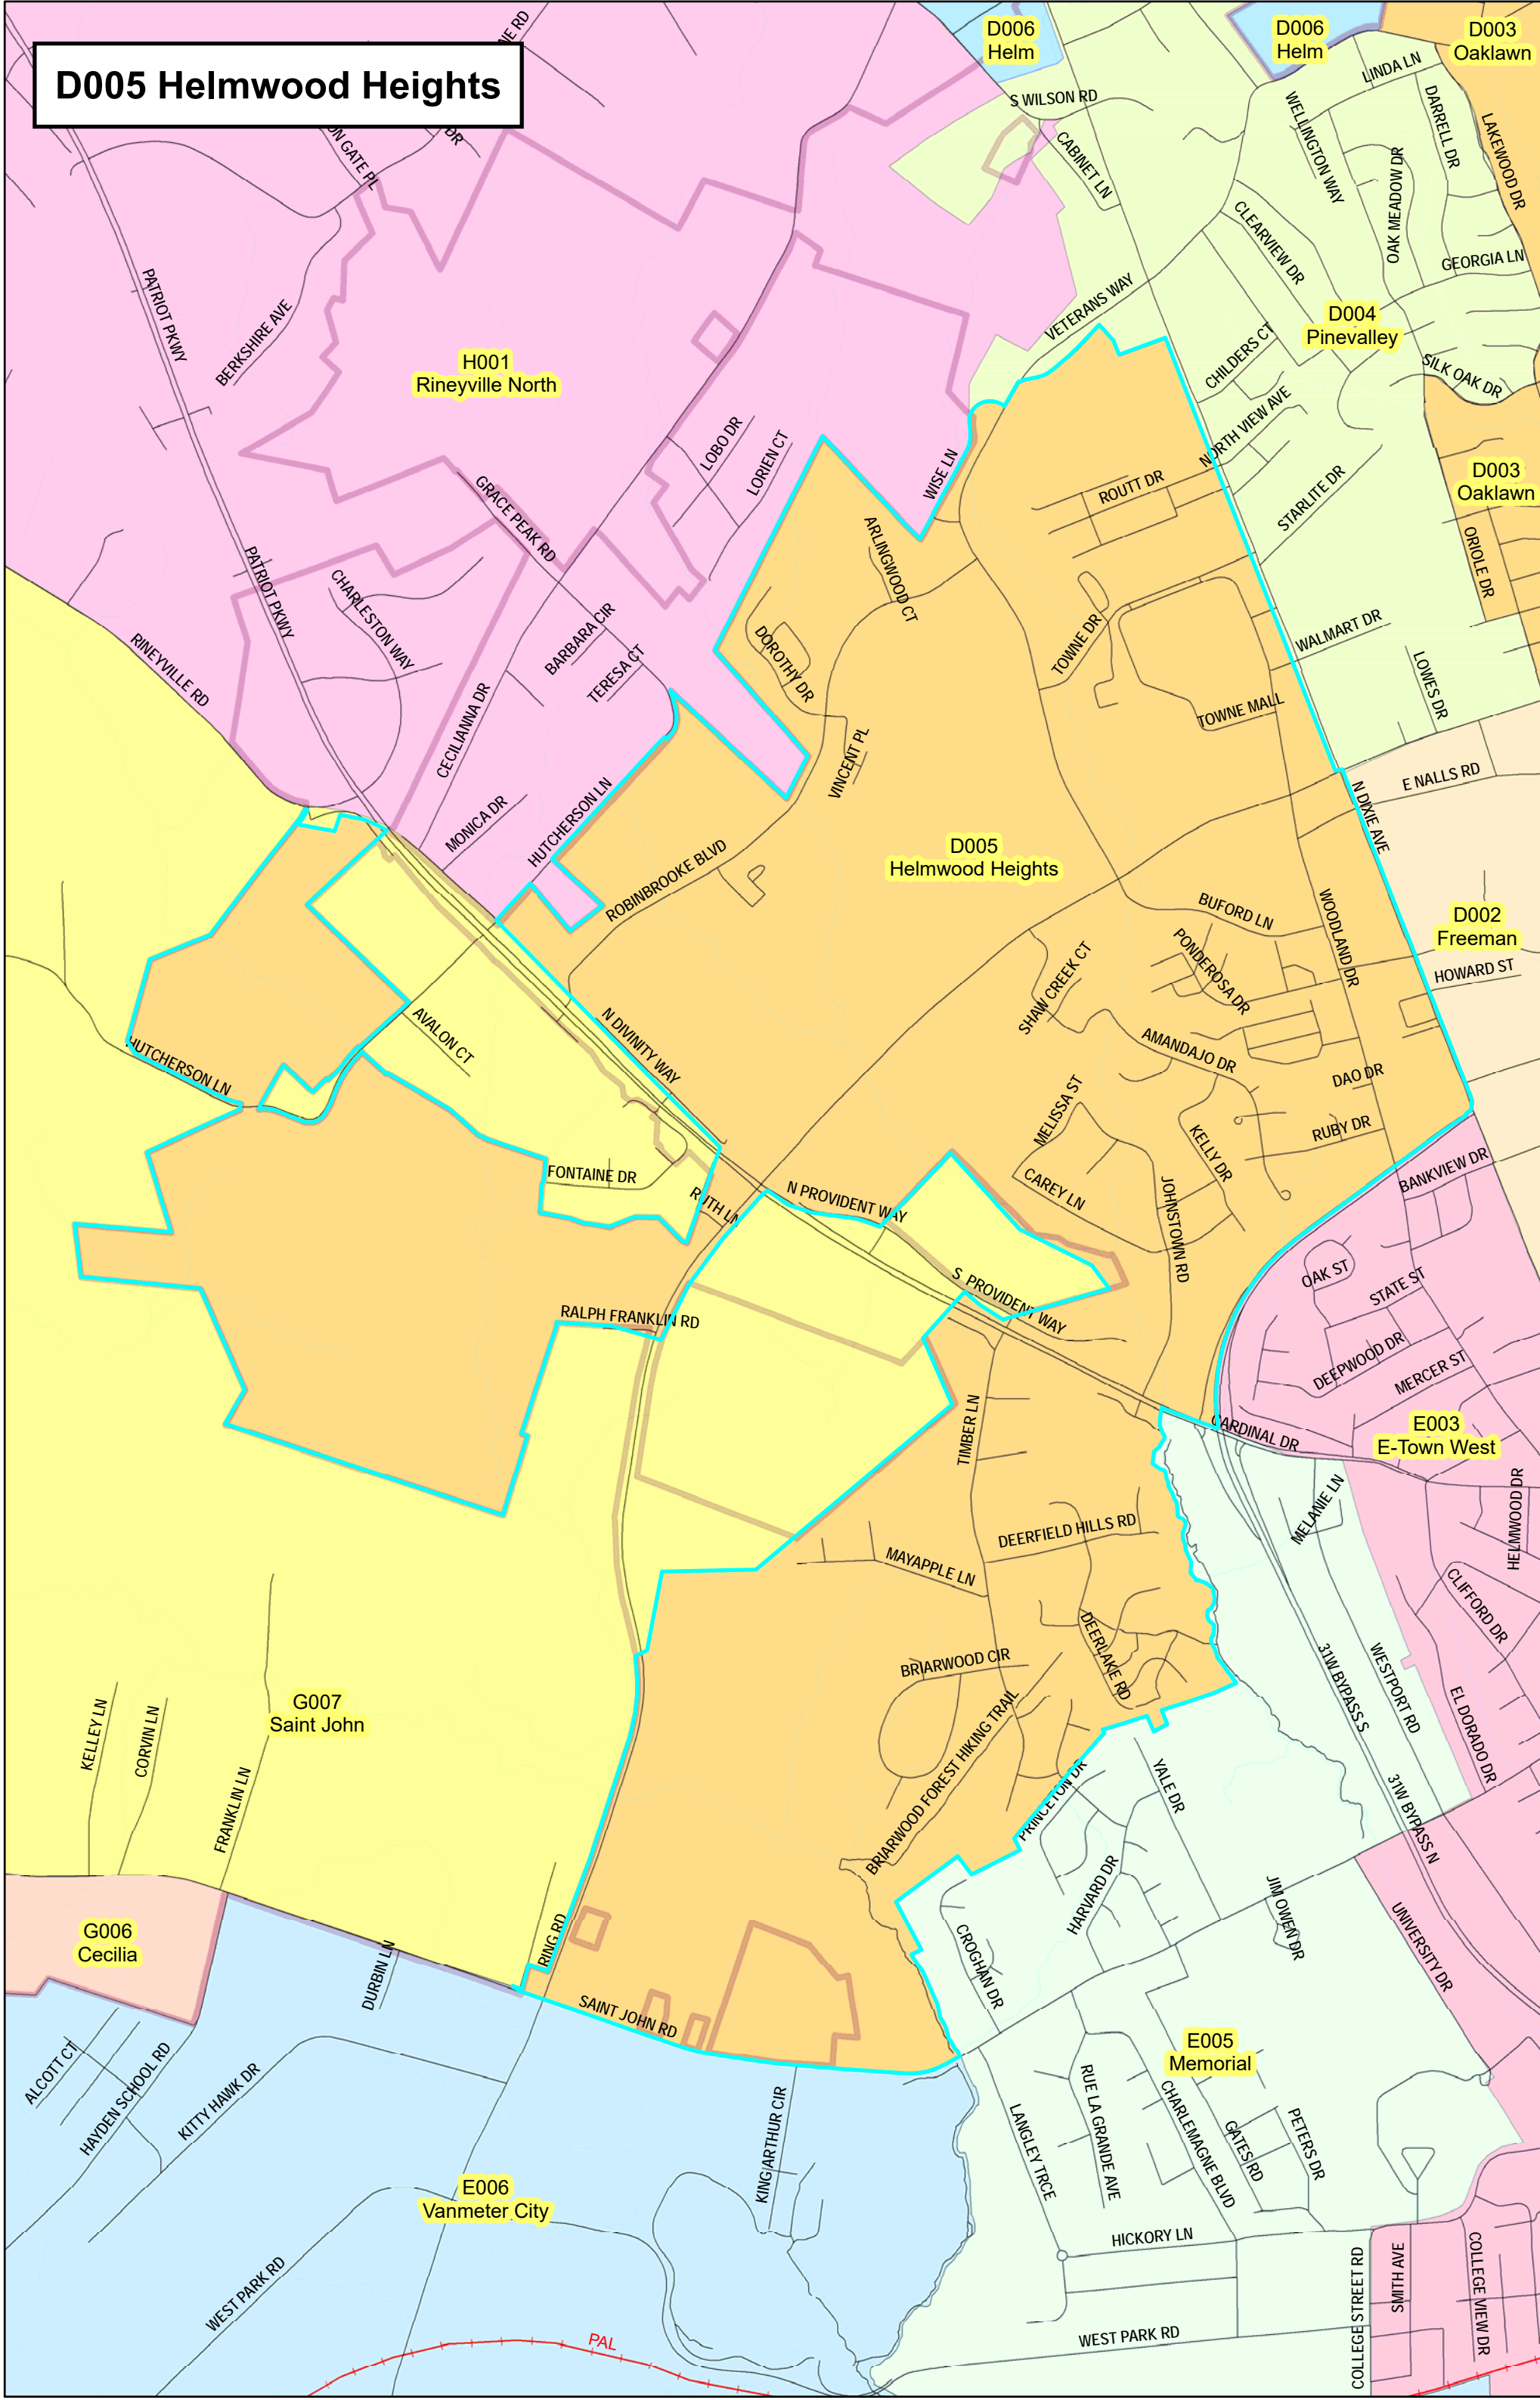 D005 Helmwood Heights
NE RD
DR
ON GATE PL
D006
Helm
D006
Helm
D003
Oaklawn
S WILSON RD
LINDA LN
CABINET LN
WELLINGTON WAY
DARRELL DR
LAKEWOOD DR
OAK MEADOW DR
CLEARVIEW DR
GEORGIA LN
PATRIOT PKWY
BERKSHIRE AVE
VETERANS WAY
D004
Pinevalley
H001
Rineyville North
CHILDERS CT
SILK OAK DR
NORTH VIEW AVE
LOBO DR
LORIEN CT
WISE LN
ROUTT DR
STARLITE DR
D003
Oaklawn
GRACE PEAK RD
ARLINGWOOD CT
ORIOLE DR
PATRIOT PKWY
CHARLESTON WAY
BARBARA CIR
TERESA CT
DOROTHY DR
TOWNE DR
WALMART DR
RINEYVILLE RD
LOWES DR
CECILIANNA DR
TOWNE MALL
VINCENT PL
E NALLS RD
N DIXIE AVE
MONICA DR
HUTCHERSON LN
ROBINBROOKE BLVD
D005
Helmwood Heights
BUFORD LN
WOODLAND DR
D002
Freeman
PONDEROSA DR
HOWARD ST
SHAW CREEK CT
AVALON CT
N DIVINITY WAY
HUTCHERSON LN
AMANDAJO DR
DAO DR
MELISSA ST
RUBY DR
KELLY DR
FONTAINE DR
RUTH LN
N PROVIDENT WAY
CAREY LN
JOHNSTOWN RD
BANKVIEW DR
OAK ST
STATE ST
S PROVIDENT WAY
RALPH FRANKLIN RD
DEEPWOOD DR
MERCER ST
TIMBER LN
CARDINAL DR
E003
E-Town West
MELANIE LN
HELMWOOD DR
DEERFIELD HILLS RD
MAYAPPLE LN
CLIFFORD DR
DEERLAKE RD
BRIARWOOD CIR
31W BYPASS S
WESTPORT RD
EL DORADO DR
G007
Saint John
KELLEY LN
CORVIN LN
FRANKLIN LN
BRIARWOOD FOREST HIKING TRAIL
PRINCETON DR
YALE DR
31W BYPASS N
HARVARD DR
JIM OWEN DR
UNIVERSITY DR
G006
Cecilia
RING RD
CROGHAN DR
DURBIN LN
SAINT JOHN RD
E005
Memorial
ALCOTT CT
HAYDEN SCHOOL RD
KITTY HAWK DR
KING ARTHUR CIR
LANGLEY TRCE
RUE LA GRANDE AVE
CHARLEMAGNE BLVD
GATES RD
PETERS DR
E006
Vanmeter City
HICKORY LN
WEST PARK RD
COLLEGE STREET RD
SMITH AVE
COLLEGE VIEW DR
WEST PARK RD
PAL